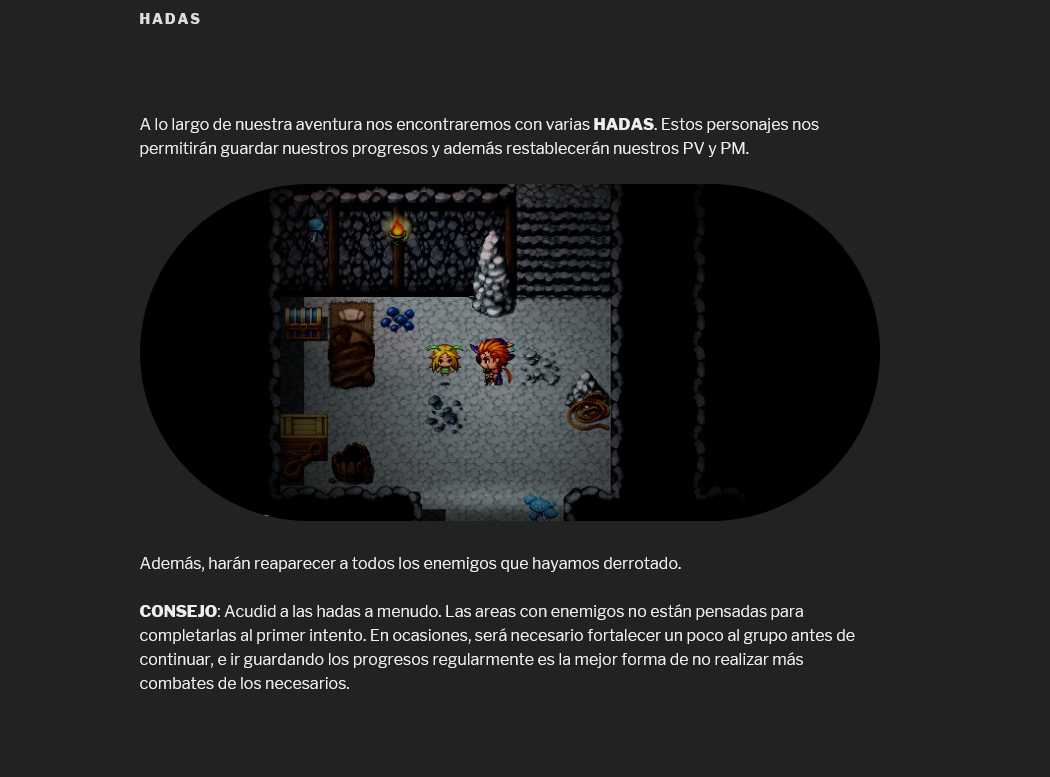 HADAS
A lo largo de nuestra aventura nos encontraremos con varias HADAS. Estos personajes nos
permitirán guardar nuestros progresos y además restablecerán nuestros PV y PM.
Además, harán reaparecer a todos los enemigos que hayamos derrotado.
CONSEJO: Acudid a las hadas a menudo. Las areas con enemigos no están pensadas para
completarlas al primer intento. En ocasiones, será necesario fortalecer un poco al grupo antes de
continuar, e ir guardando los progresos regularmente es la mejor forma de no realizar más
combates de los necesarios.